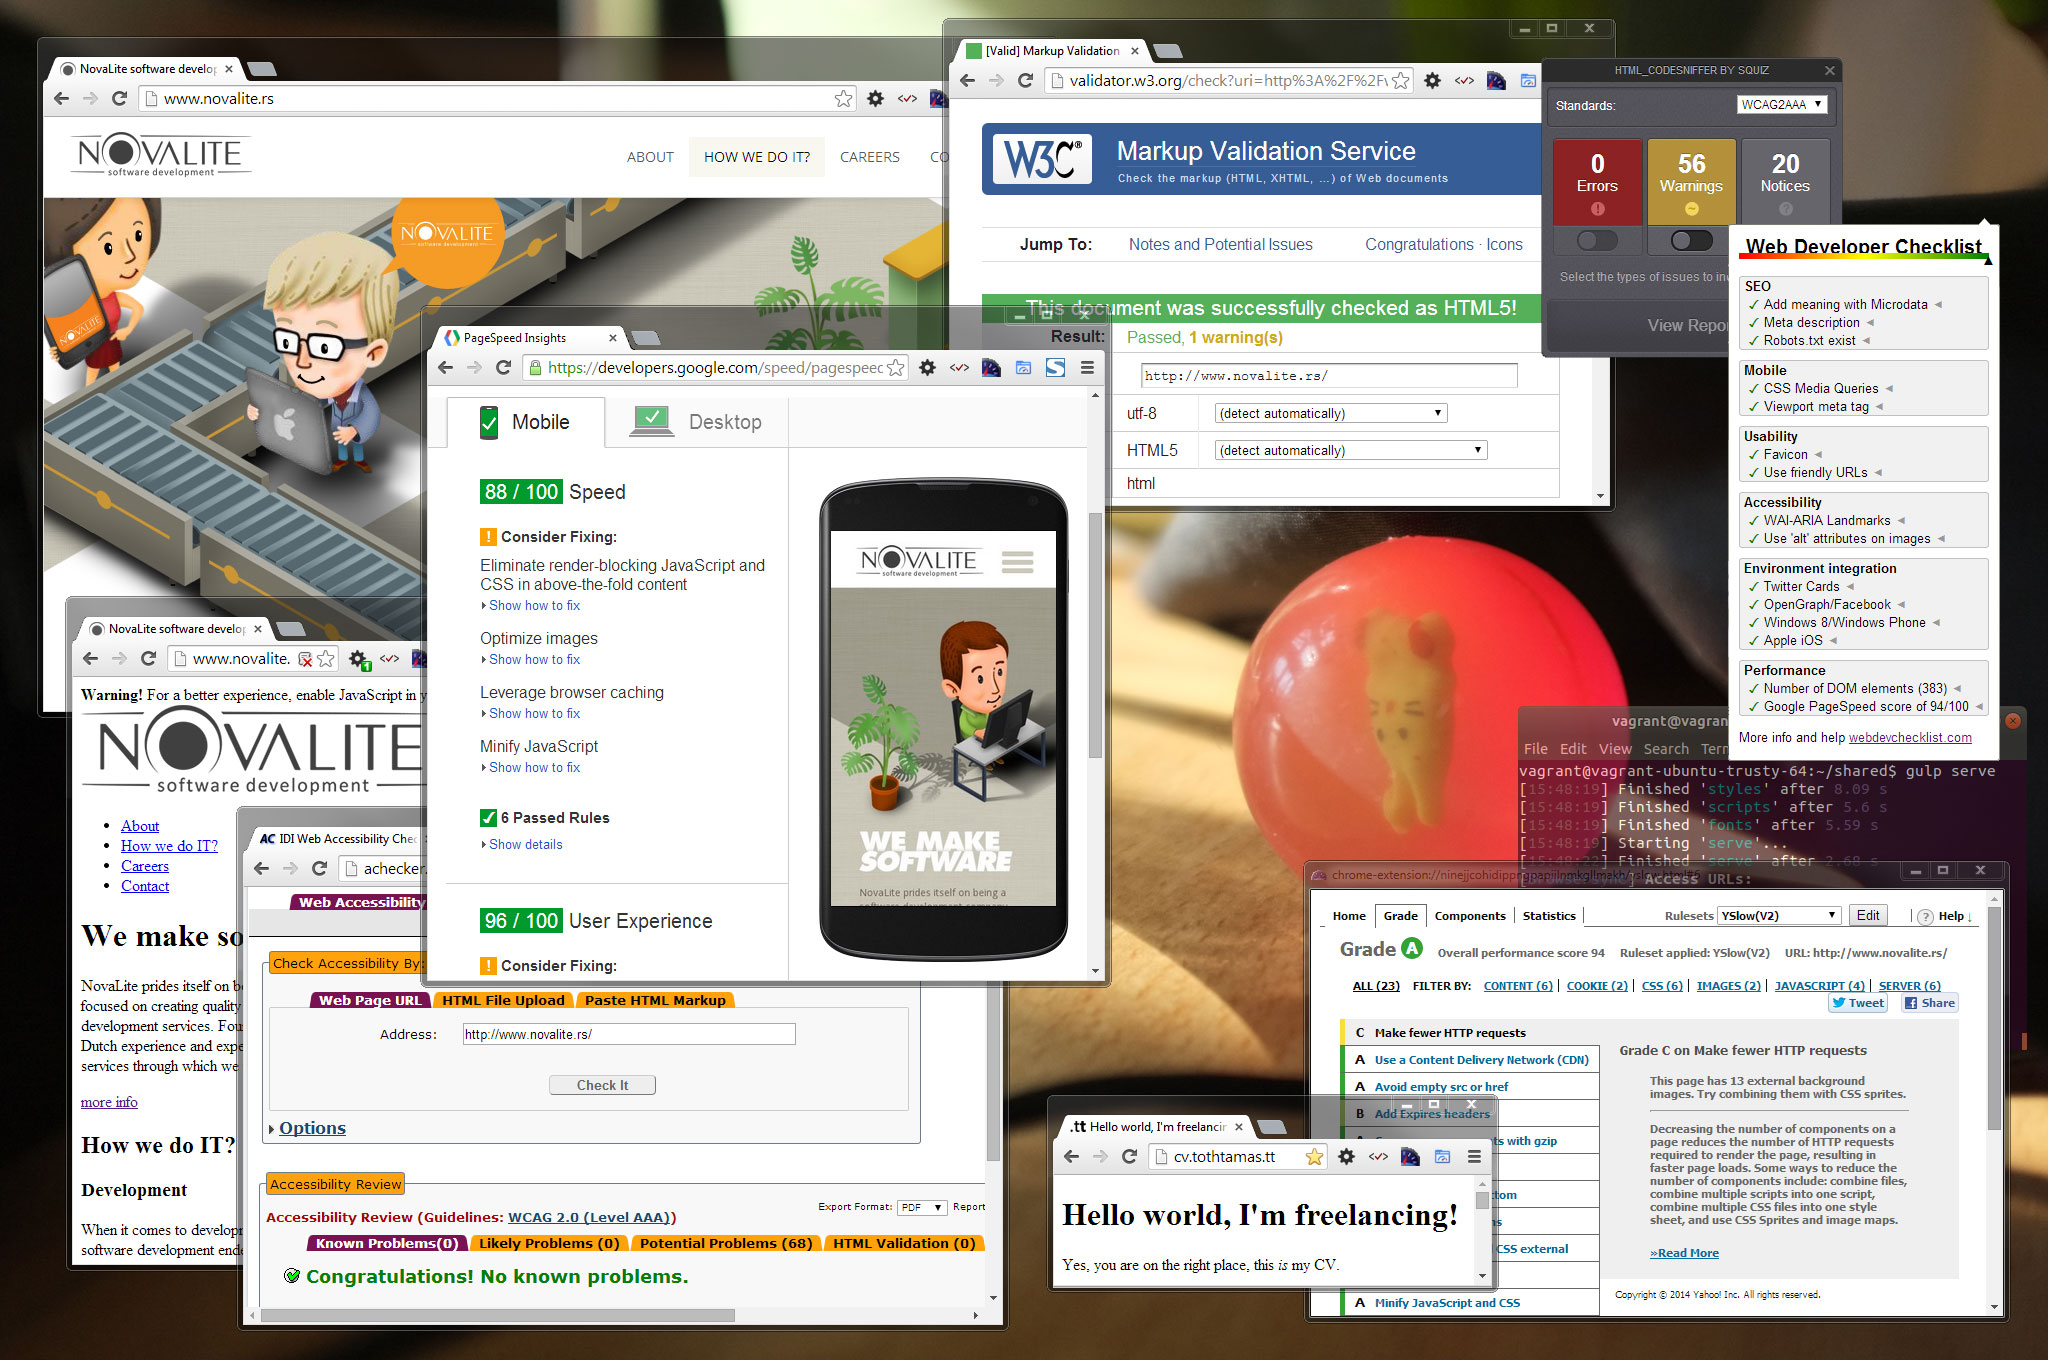 NovaLite software develop
www.novalite.rs
NOVALITE
software development
ABOUT
HOW WE DO IT?
CAREERS
CO
NOVALITE
software development
NOVALITE
[Valid] Markup Validation
validator.w3.org/check?uri=http%3A%2F%2Fv
W3C®
Markup Validation Service
Check the markup (HTML, XHTML, …) of Web documents
Jump To:
Notes and Potential Issues
Congratulations · Icons
This document was successfully checked as HTML5!
Result:
Passed, 1 warning(s)
http://www.novalite.rs/
utf-8
(detect automatically)
HTML5
(detect automatically)
html
HTML_CODESNIFFER BY SQUIZ
Standards:
WCAG2AAA
0
Errors
56
Warnings
20
Notices
Select the types of issues to in
View Repor
Web Developer Checklist
SEO
Add meaning with Microdata
Meta description
Robots.txt exist
Mobile
CSS Media Queries
Viewport meta tag
Usability
Favicon
Use friendly URLs
Accessibility
WAI-ARIA Landmarks
Use 'alt' attributes on images
Environment integration
Twitter Cards
OpenGraph/Facebook
Windows 8/Windows Phone
Apple iOS
Performance
Number of DOM elements (383)
Google PageSpeed score of 94/100
More info and help webdevchecklist.com
PageSpeed Insights
https://developers.google.com/speed/pagespeed
Mobile
Desktop
88 / 100 Speed
Consider Fixing:
Eliminate render-blocking JavaScript and
CSS in above-the-fold content
Show how to fix
Optimize images
Show how to fix
Leverage browser caching
Show how to fix
Minify JavaScript
Show how to fix
6 Passed Rules
Show details
96 / 100 User Experience
Consider Fixing:
NOVALITE
software development
WE MAKE
SOFTWARE
NovaLite prides itself on being a
software development company
NovaLite software develop
www.novalite.
1
Warning! For a better experience, enable JavaScript in y
NOVALITE
software development
About
How we do IT?
Careers
Contact
We make so
NovaLite prides itself on b
focused on creating quality
development services. Fou
Dutch experience and expe
services through which we
more info
How we do IT?
Development
When it comes to develop
software development ende
AC IDI Web Accessibility Chec
achecker.
Web Accessibility
Check Accessibility By:
Web Page URL
HTML File Upload
Paste HTML Markup
Address:
http://www.novalite.rs/
Check It
Options
Accessibility Review
Export Format: PDF Report
Accessibility Review (Guidelines: WCAG 2.0 (Level AAA))
Known Problems(0)
Likely Problems (0)
Potential Problems (68)
HTML Validation (0)
Congratulations! No known problems.
vagrant@vagran
File Edit View Search Term
vagrant@vagrant-ubuntu-trusty-64:~/shared$ gulp serve
[15:48:19] Finished 'styles' after 8.09 s
[15:48:19] Finished 'scripts' after 5.6 s
[15:48:19] Finished 'fonts' after 5.59 s
[15:48:19] Starting 'serve'...
[15:48:22] Finished 'serve' after 2.68 s
Access URLs:
Home
Grade
Components
Statistics
Rulesets YSlow(V2)
Edit
Help
Grade A
Overall performance score 94
Ruleset applied: YSlow(V2)
URL: http://www.novalite.rs/
ALL (23) FILTER BY: CONTENT (6) | COOKIE (2) | CSS (6) | IMAGES (2) | JAVASCRIPT (4) | SERVER (6)
Tweet
Share
C Make fewer HTTP requests
A Use a Content Delivery Network (CDN)
A Avoid empty src or href
B Add Expires headers
ts with gzip
tom
ns
CSS external
A Minify JavaScript and CSS
Grade C on Make fewer HTTP requests
This page has 13 external background
images. Try combining them with CSS sprites.
Decreasing the number of components on a
page reduces the number of HTTP requests
required to render the page, resulting in
faster page loads. Some ways to reduce the
number of components include: combine files,
combine multiple scripts into one script,
combine multiple CSS files into one style
sheet, and use CSS Sprites and image maps.
»Read More
Copyright © 2014 Yahoo! Inc. All rights reserved.
.tt Hello world, I'm freelancin
cv.tothtamas.tt
Hello world, I'm freelancing!
Yes, you are on the right place, this is my CV.